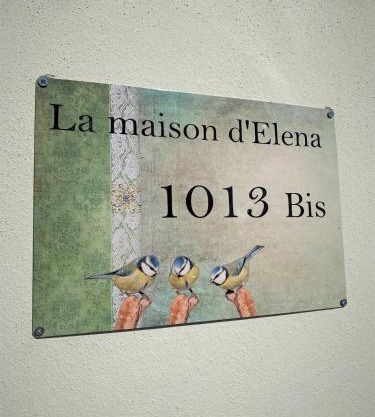 La maison d'Elena
1013 Bis